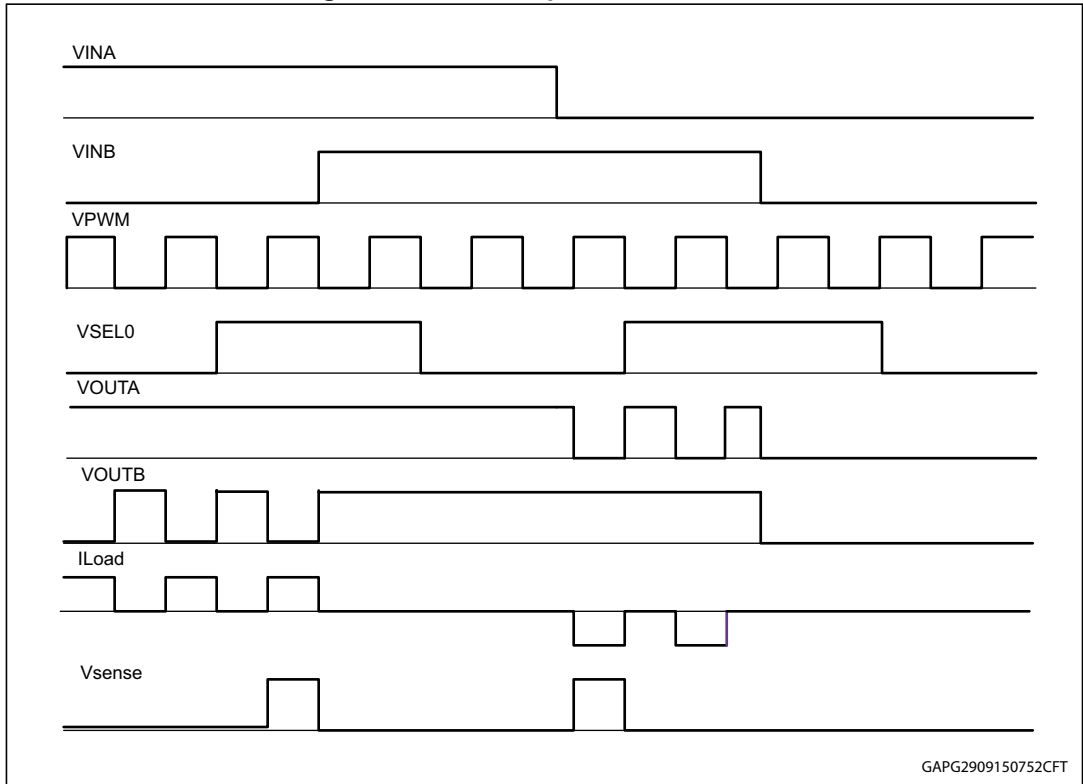 VINA
VINB
VPWM
VSEL0
VOUTA
VOUTB
ILoad
Vsense
GAPG2909150752CFT